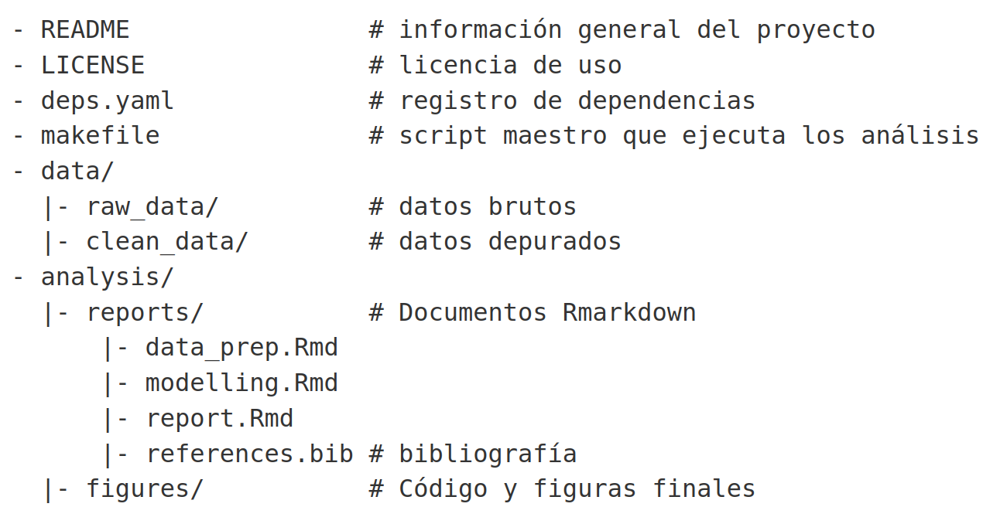 - README                # información general del proyecto
- LICENSE               # licencia de uso
- deps.yaml             # registro de dependencias
- makefile              # script maestro que ejecuta los análisis
- data/
  |- raw_data/          # datos brutos
  |- clean_data/        # datos depurados
- analysis/
  |- reports/           # Documentos Rmarkdown
      |- data_prep.Rmd
      |- modelling.Rmd
      |- report.Rmd
      |- references.bib # bibliografía
  |- figures/           # Código y figuras finales